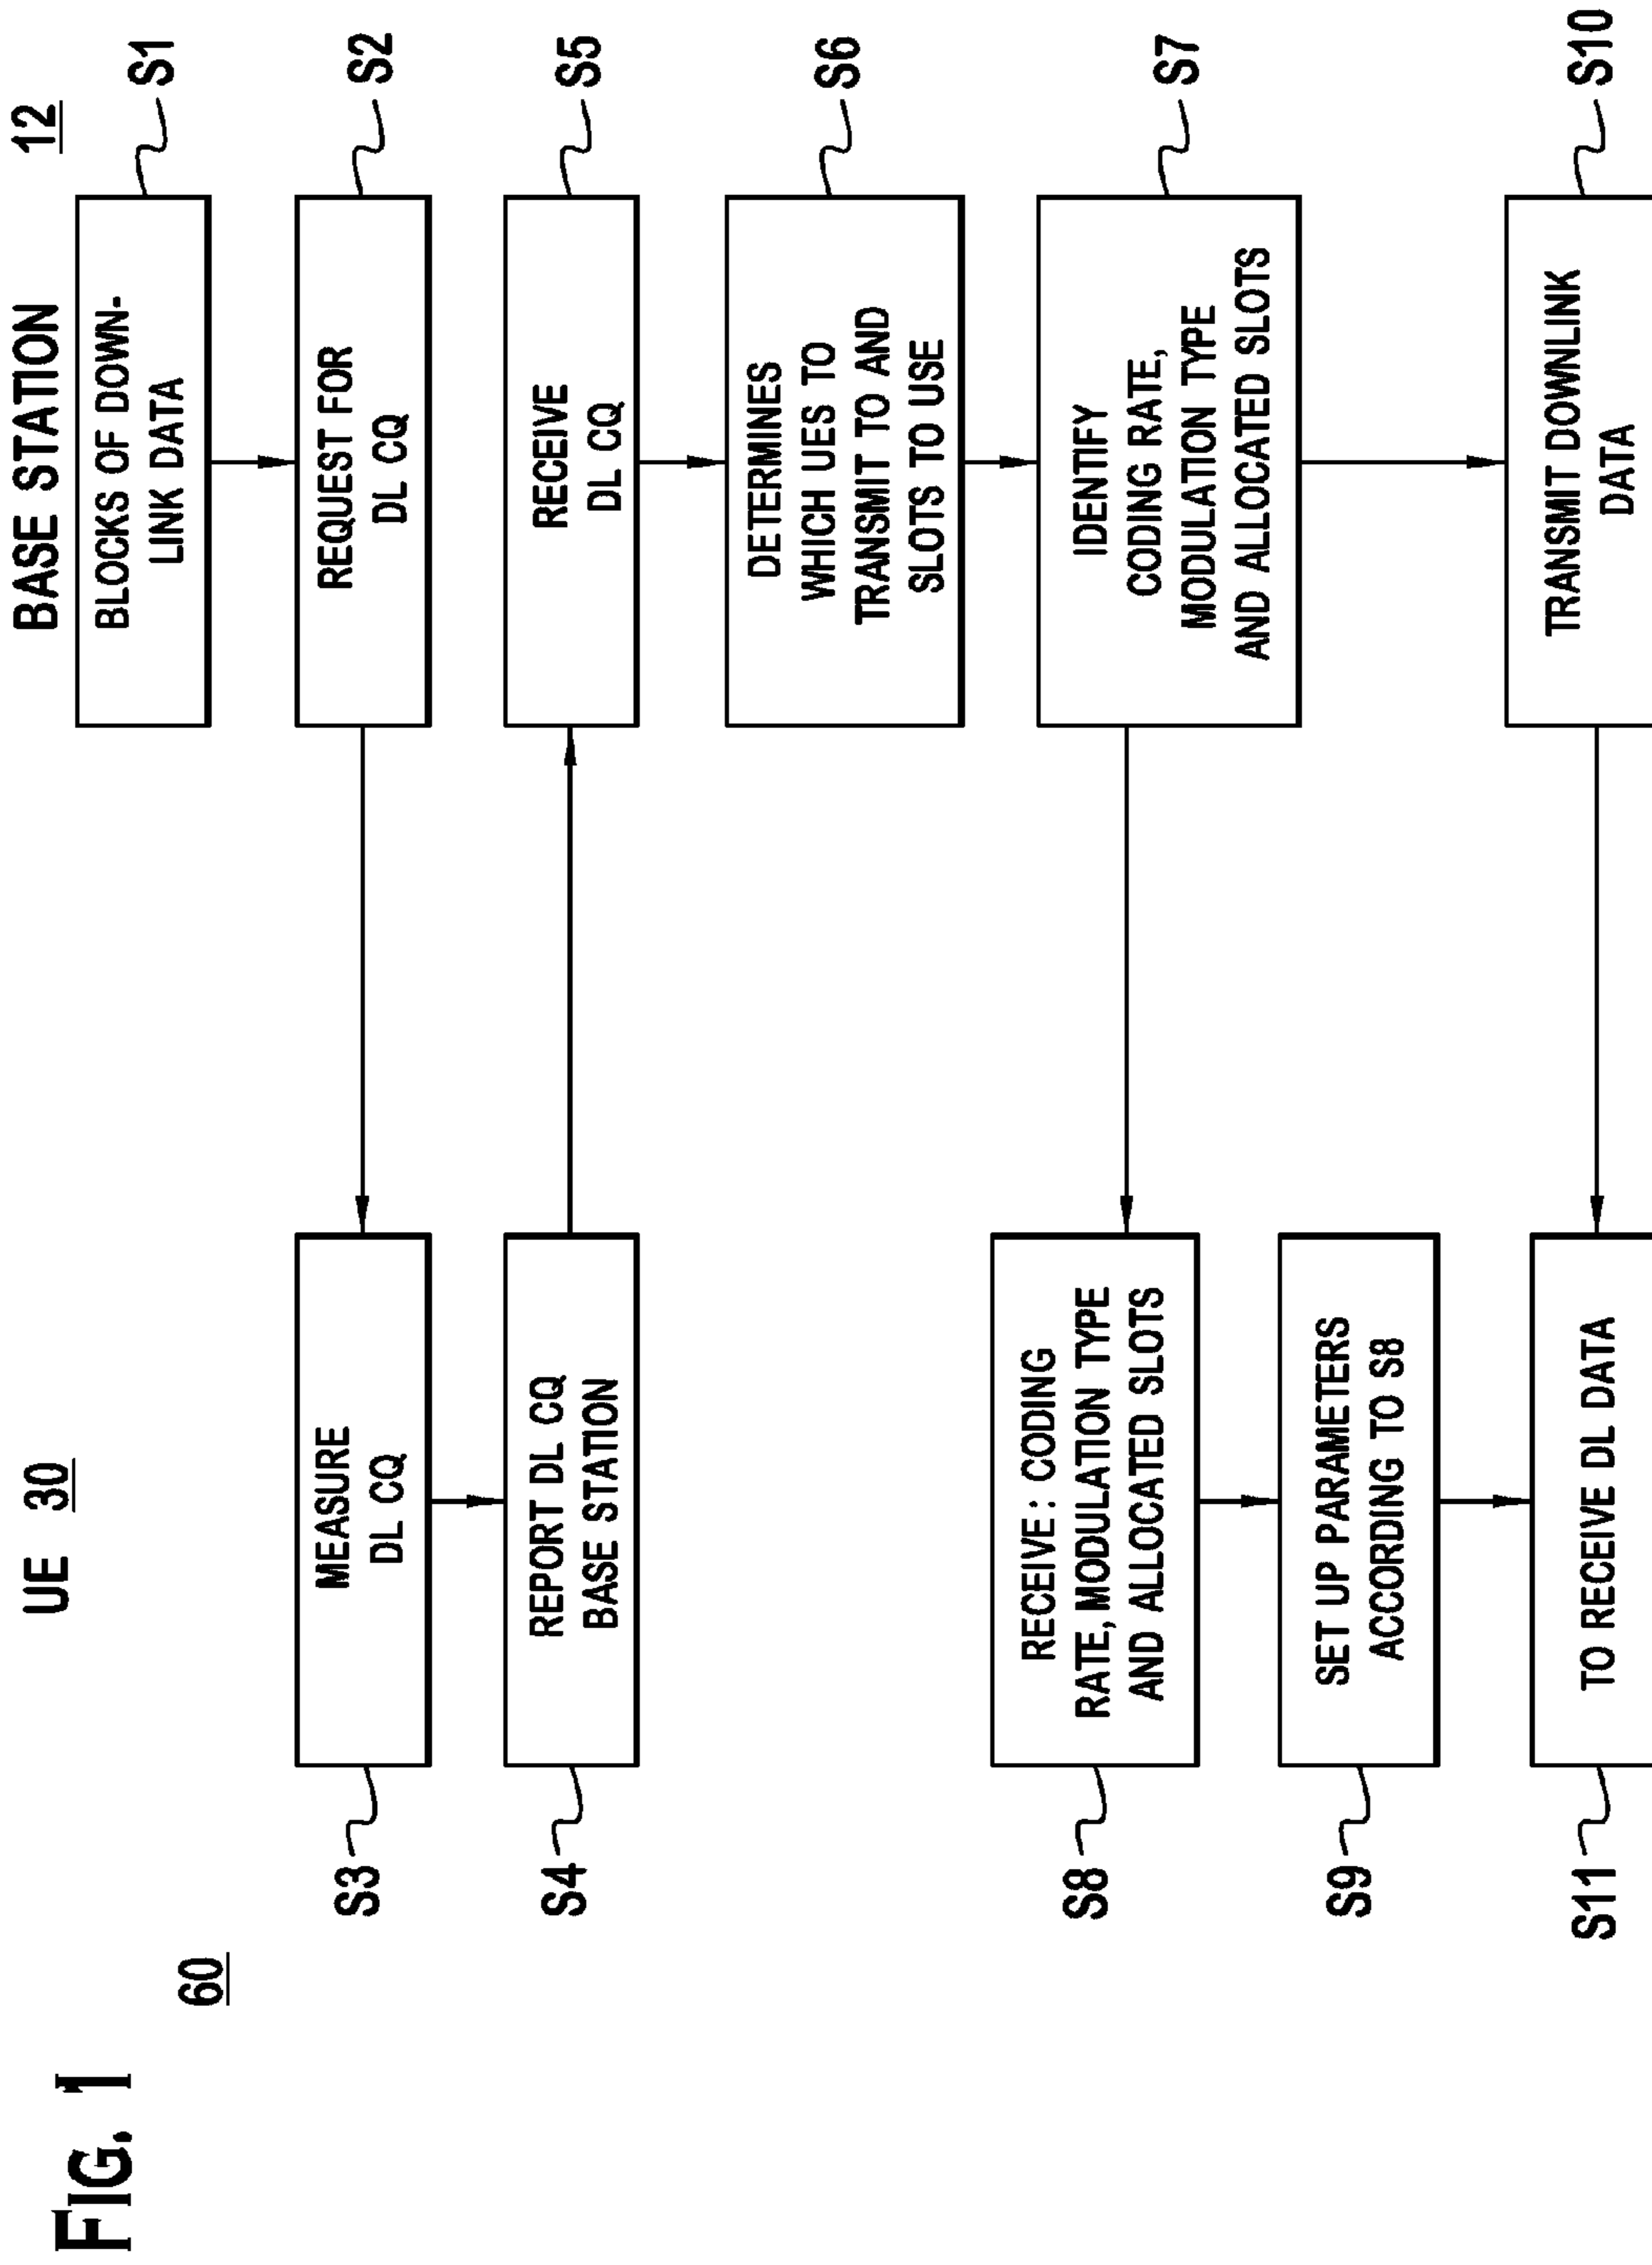 FIG. 1
60
UE 30
BASE STATION 12
BLOCKS OF DOWN-
LINK DATA
S1
REQUEST FOR
DL CQ
S2
S3
MEASURE
DL CQ
S4
REPORT DL CQ
BASE STATION
RECEIVE
DL CQ
S5
DETERMINES
WHICH UES TO
TRANSMIT TO AND
SLOTS TO USE
S6
IDENTIFY
CODING RATE,
MODULATION TYPE
AND ALLOCATED SLOTS
S7
S8
RECEIVE: CODING
RATE, MODULATION TYPE
AND ALLOCATED SLOTS
S9
SET UP PARAMETERS
ACCORDING TO S8
TRANSMIT DOWNLINK
DATA
S10
S11
TO RECEIVE DL DATA